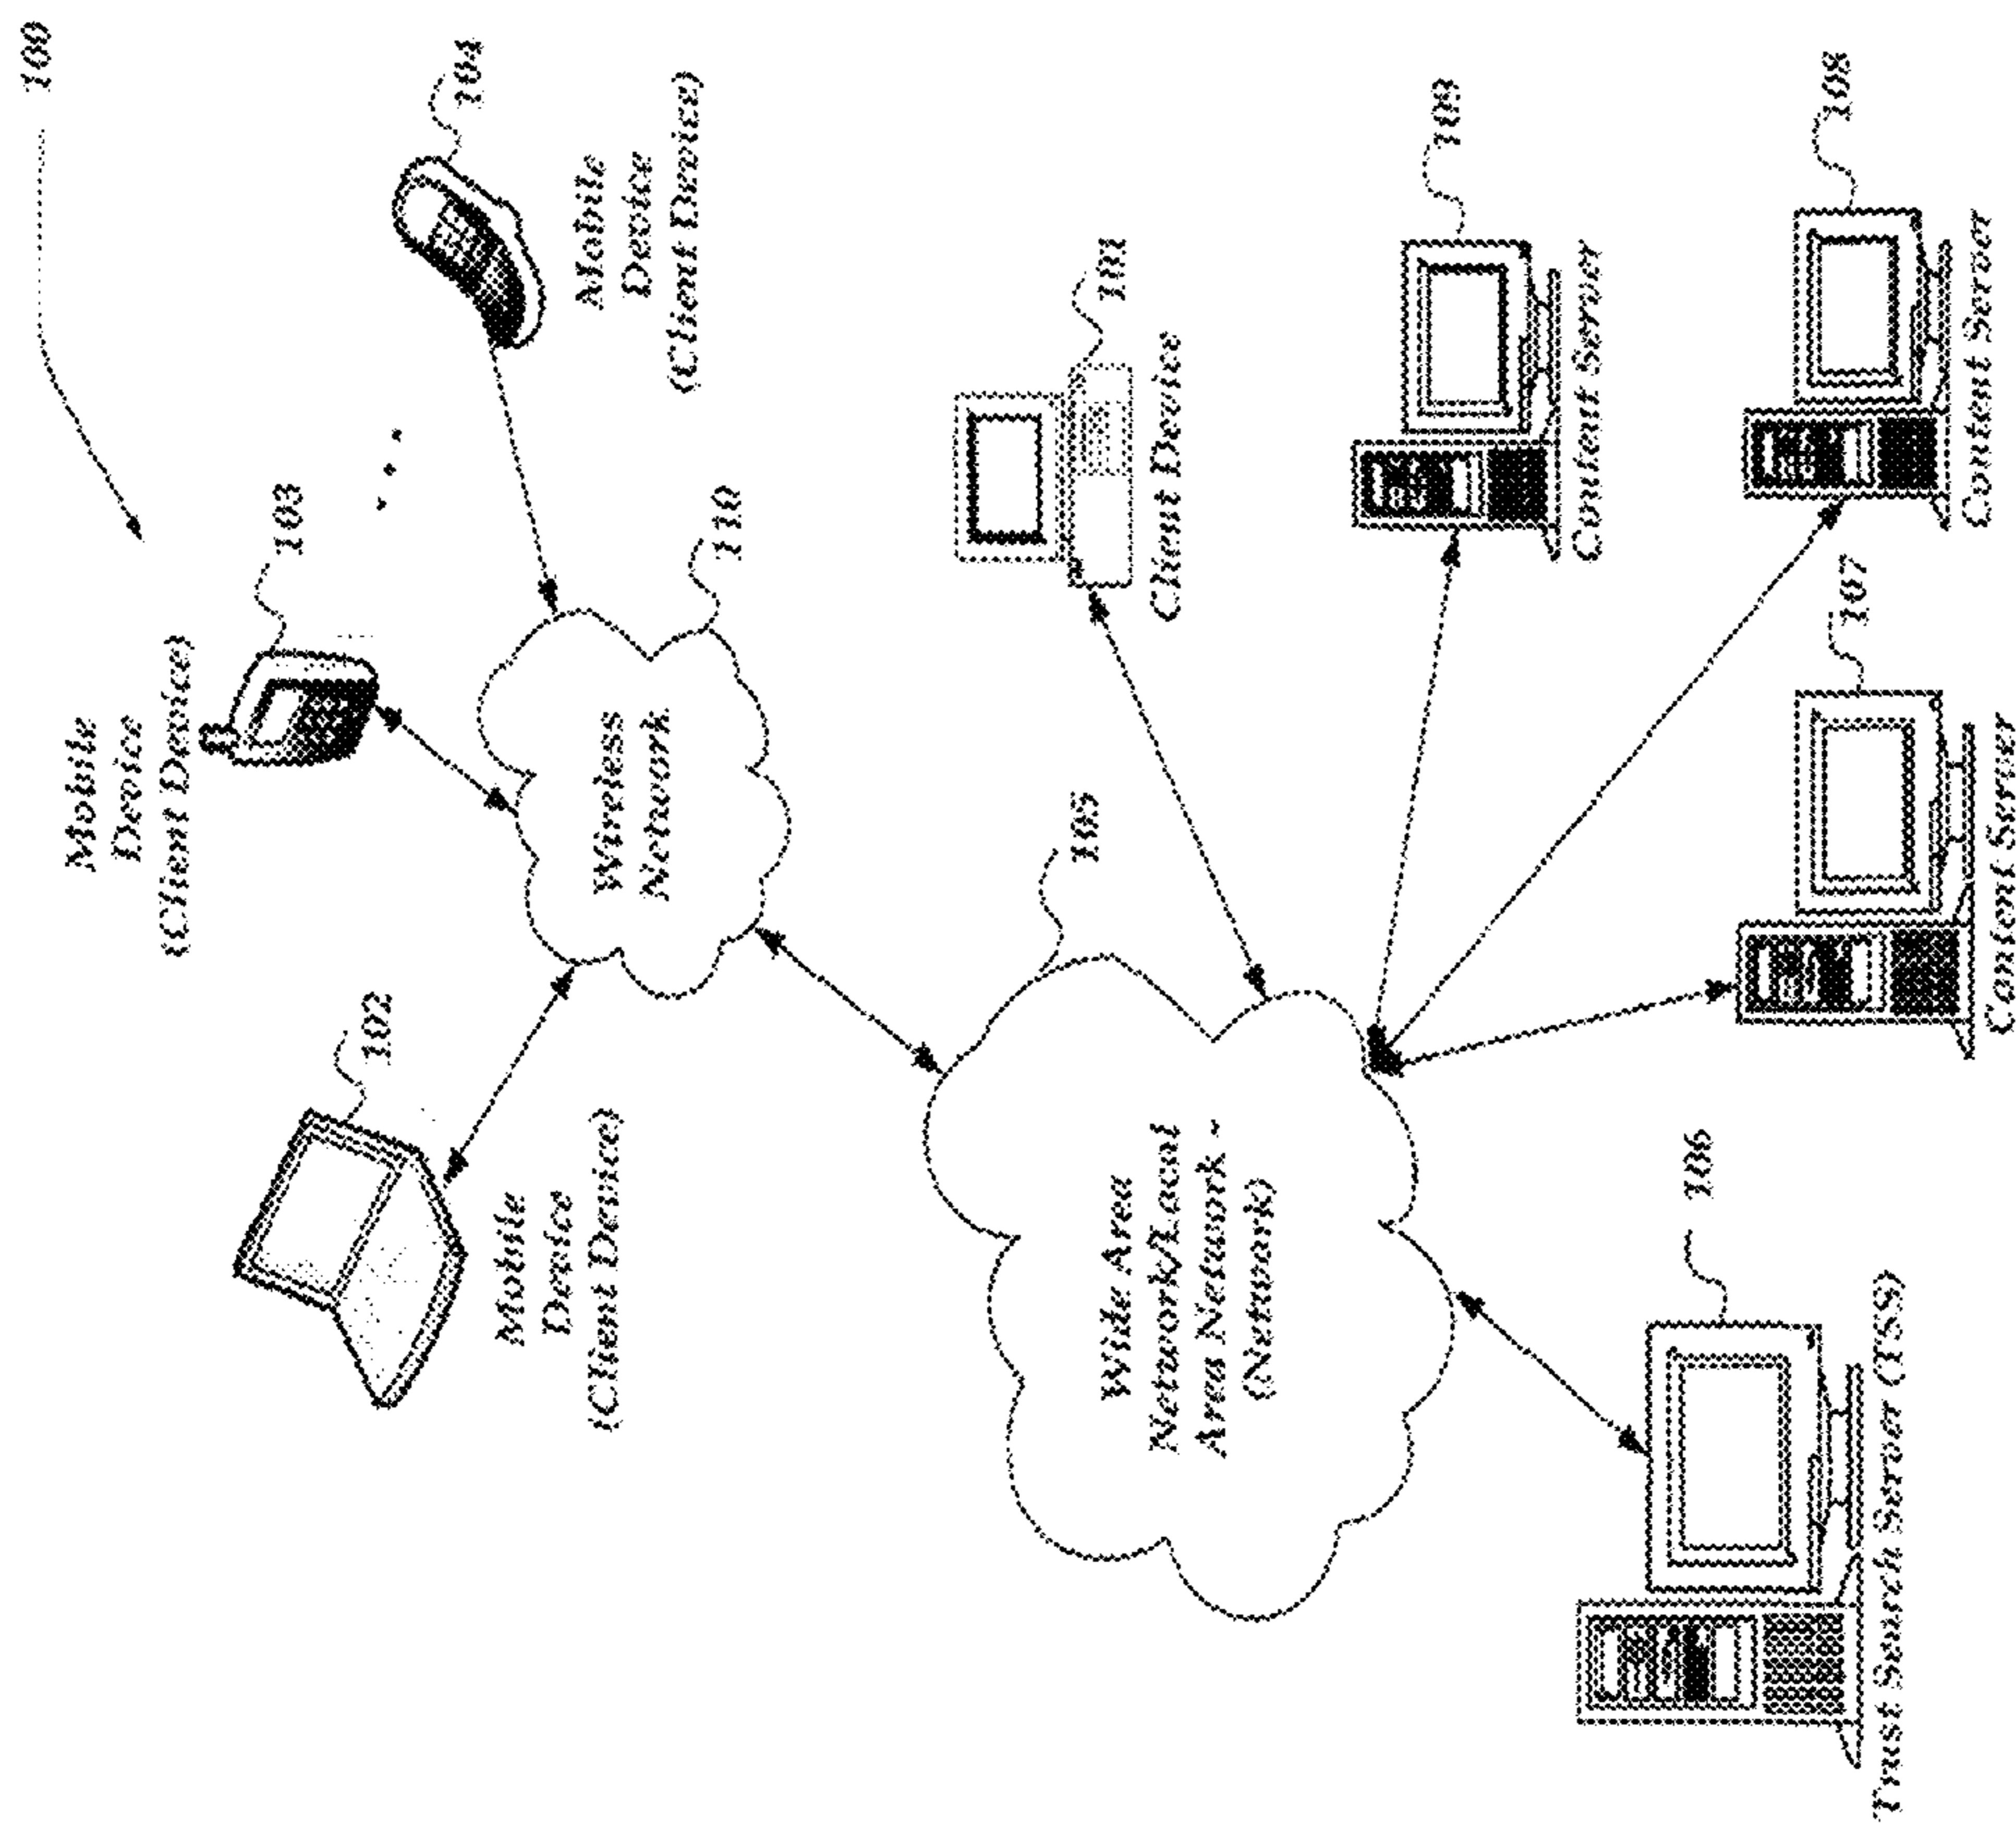 100
Mobile
Device
(Client Device)
103
104
Mobile
Device
(Client Device)
102
Mobile
Device
(Client Device)
Wireless
Network
110
101
Client Device
105
Wide Area
Network/Local
Area Network -
(Network)
Content Server
106
Trust Search Server (TSS)
107
Content Server
108
Content Server